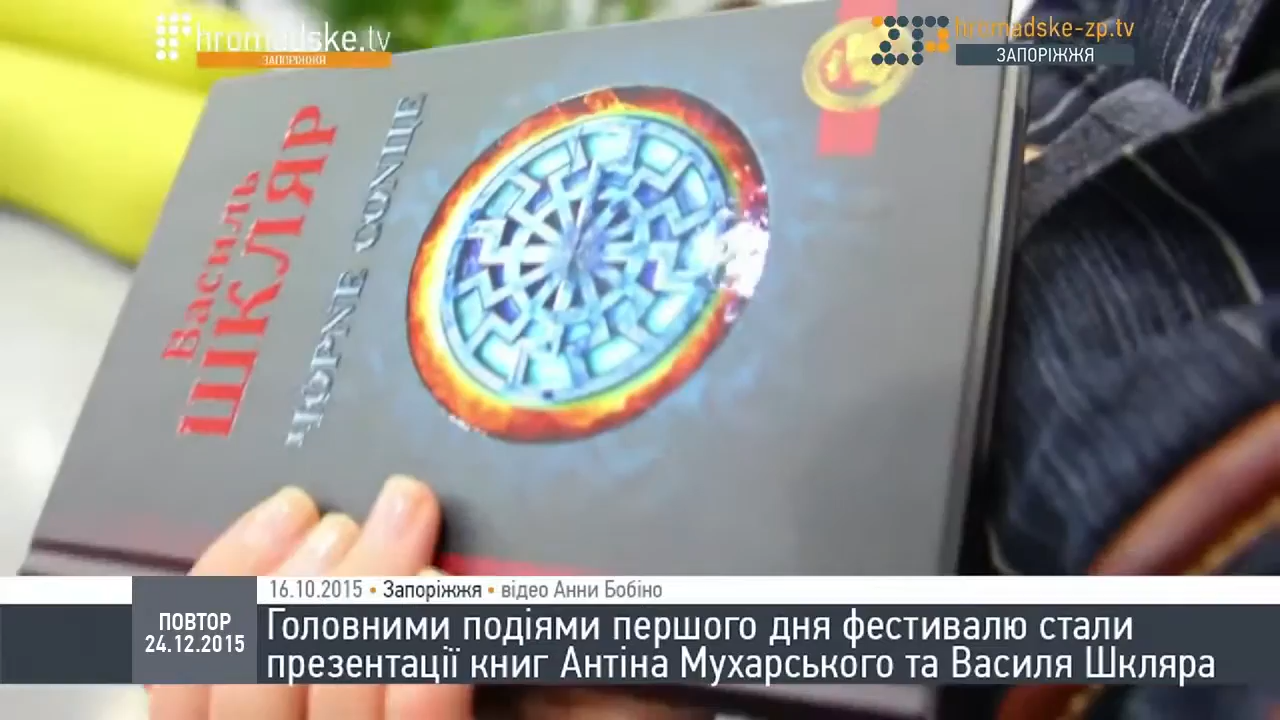 hromadske.tv
ЗАПОРІЖЖЯ
hromadske-zp.tv
ЗАПОРІЖЖЯ
Василь
ШКЛЯР
ЧОРНЕ СОНЦЕ
16.10.2015 • Запоріжжя • відео Анни Бобіно
ПОВТОР
24.12.2015
Головними подіями першого дня фестивалю стали
презентації книг Антіна Мухарського та Василя Шкляра